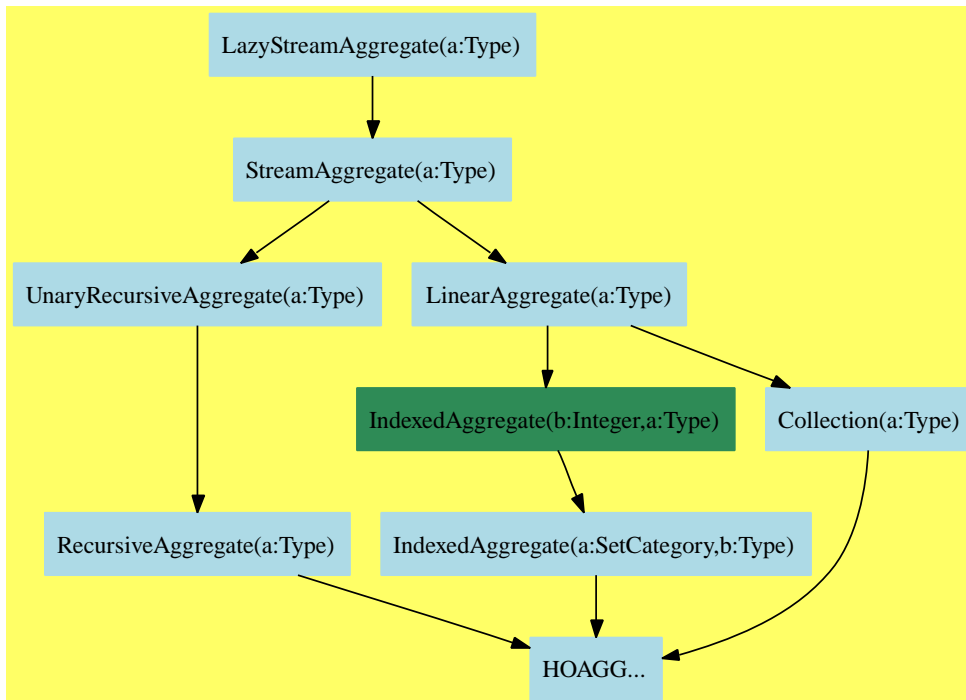 LazyStreamAggregate(a:Type)
StreamAggregate(a:Type)
UnaryRecursiveAggregate(a:Type)
LinearAggregate(a:Type)
IndexedAggregate(b:Integer,a:Type)
Collection(a:Type)
RecursiveAggregate(a:Type)
IndexedAggregate(a:SetCategory,b:Type)
HOAGG...